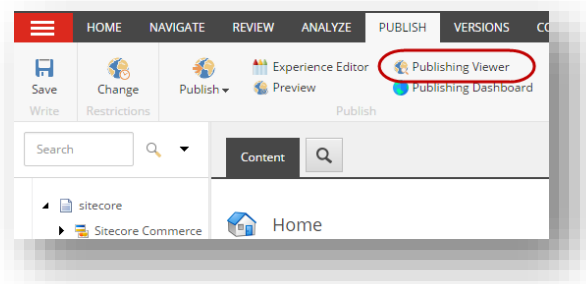 HOME NAVIGATE REVIEW ANALYZE PUBLISH VERSIONS
Save Change Publish Experience Editor Publishing Viewer
Preview Publishing Dashboard
Write Restrictions Publish
Search Content
sitecore
Sitecore Commerce Home